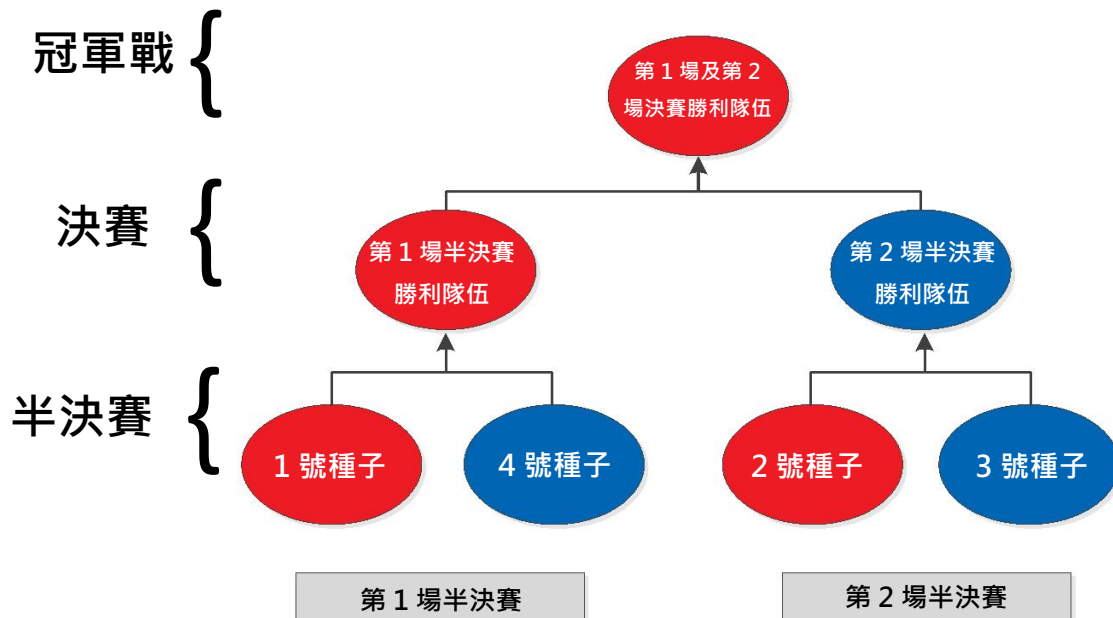 冠軍戰
第 1 場及第 2
場決賽勝利隊伍
決賽
第 1 場半決賽
勝利隊伍
第 2 場半決賽
勝利隊伍
半決賽
1 號種子
4 號種子
2 號種子
3 號種子
第 1 場半決賽
第 2 場半決賽